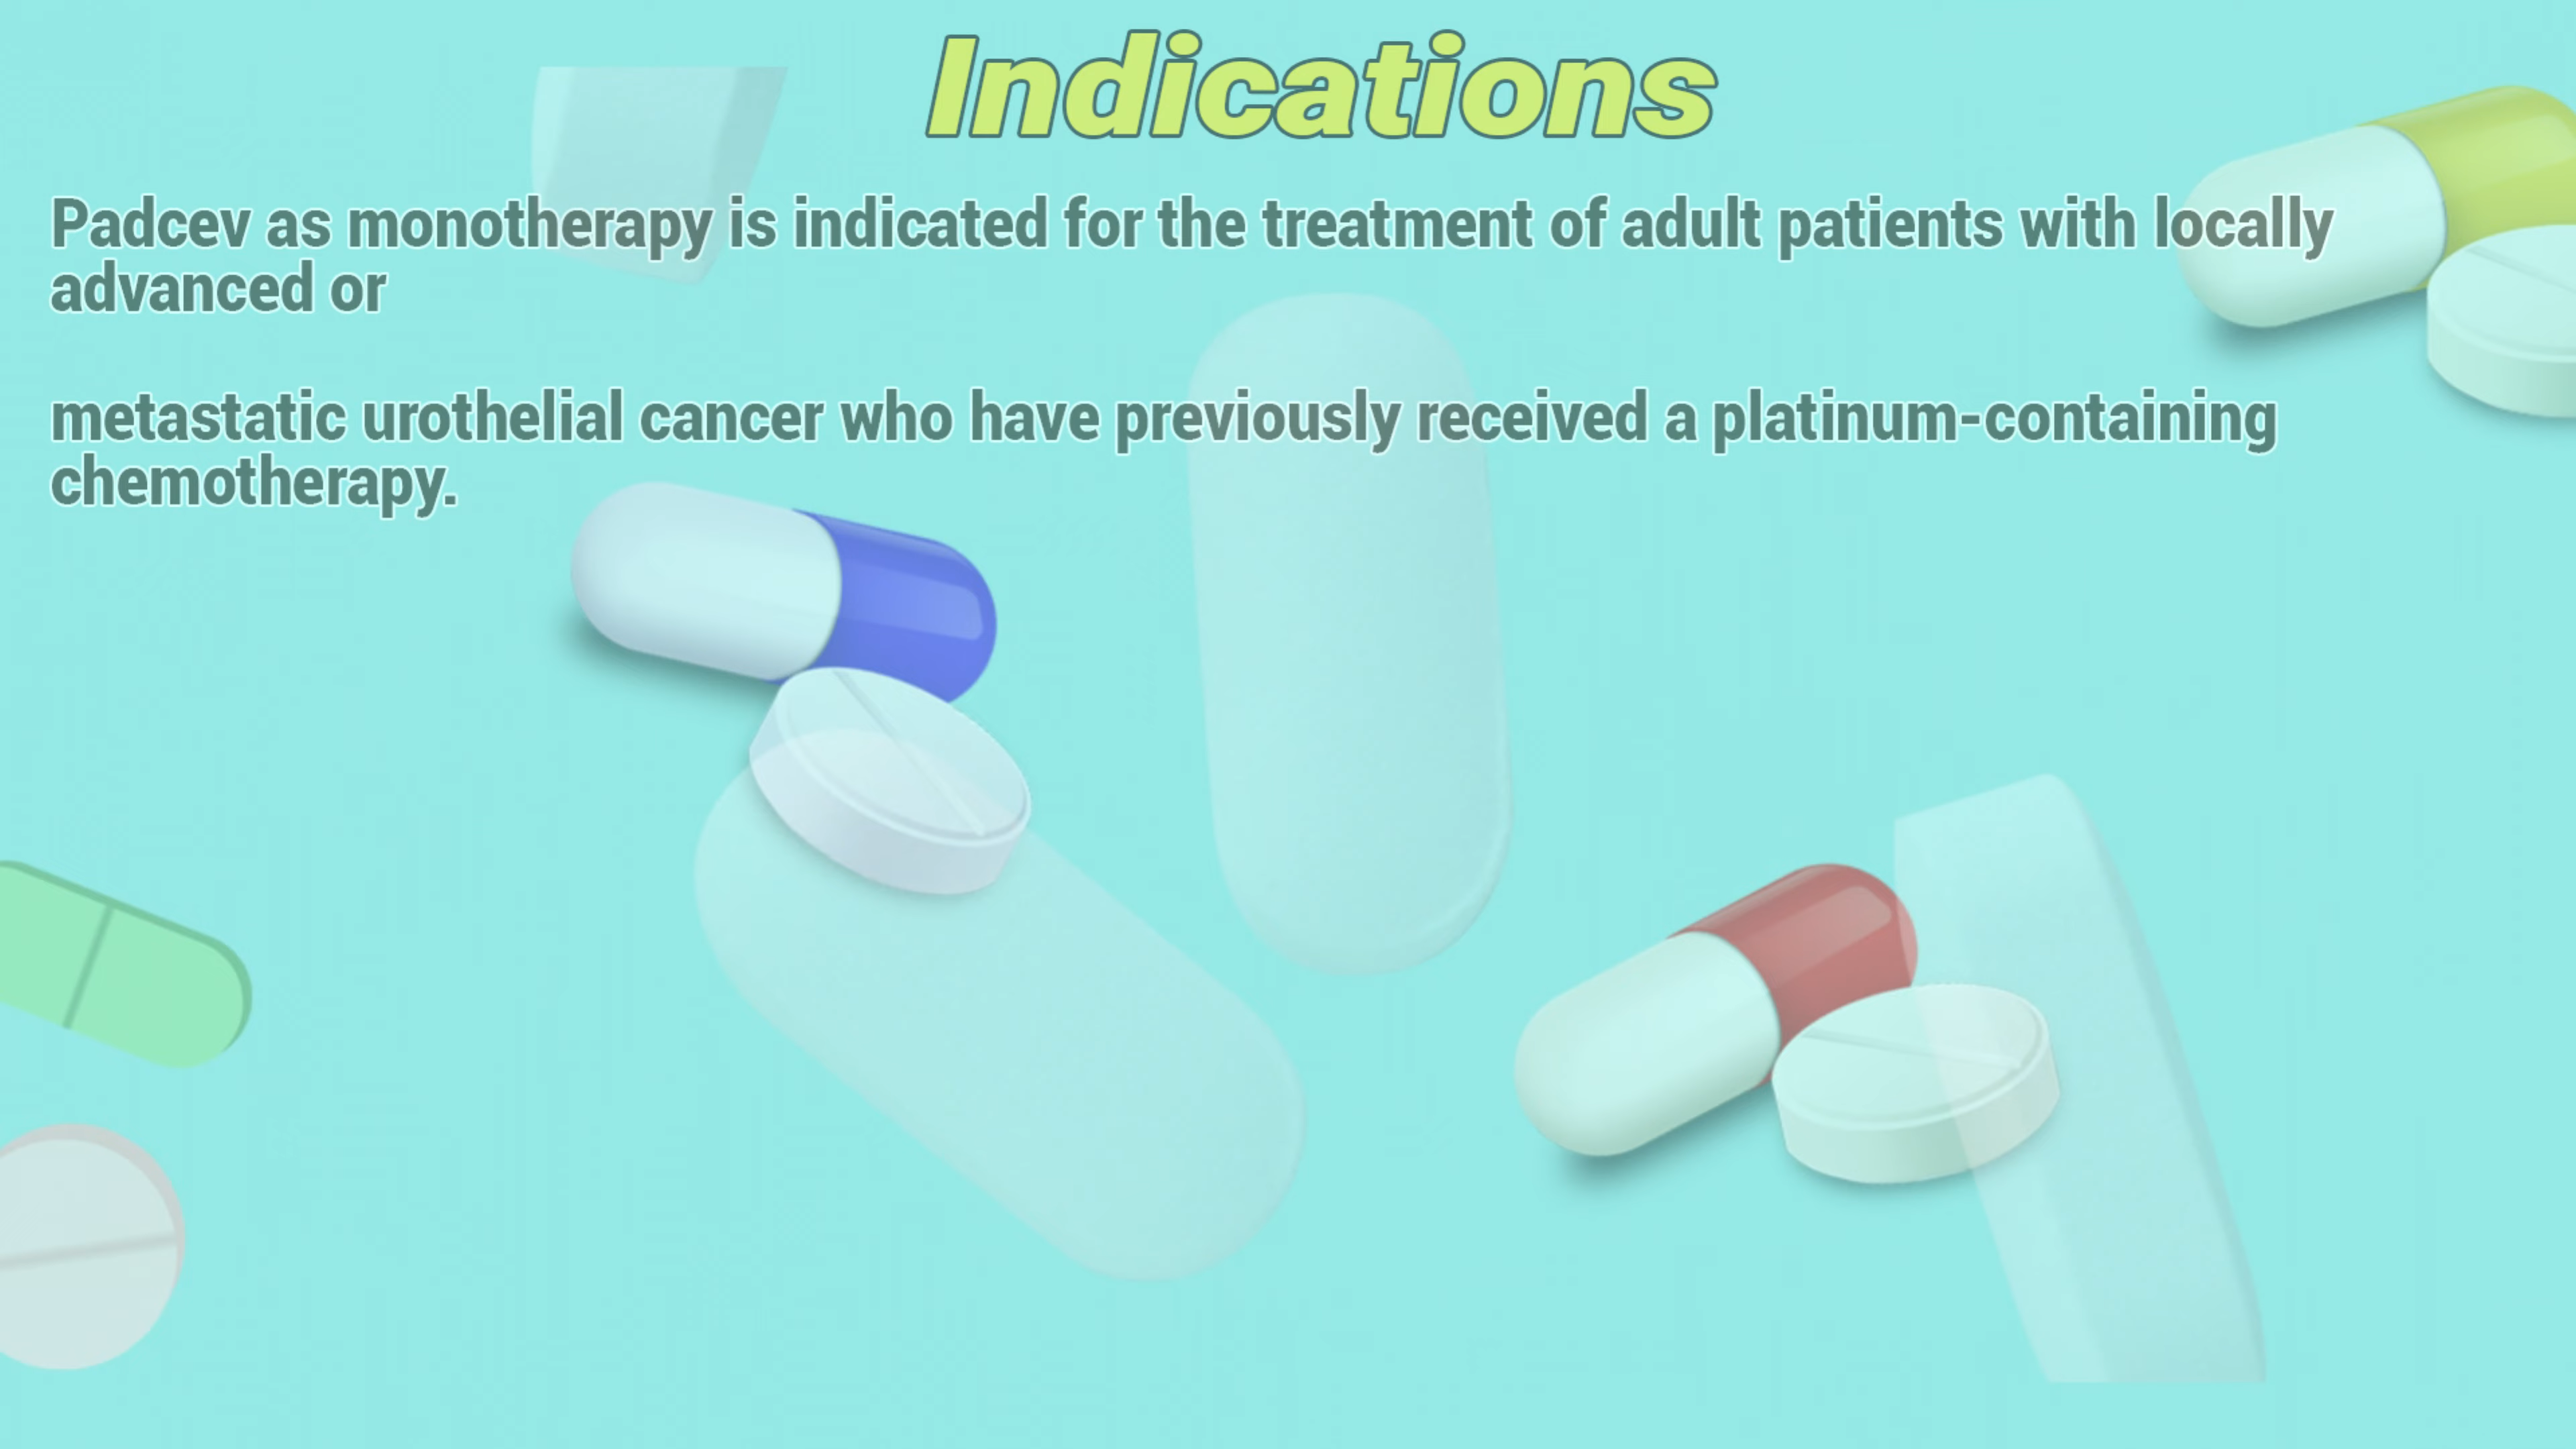 Indications
Padcev as monotherapy is indicated for the treatment of adult patients with locally
advanced or
metastatic urothelial cancer who have previously received a platinum-containing
chemotherapy.